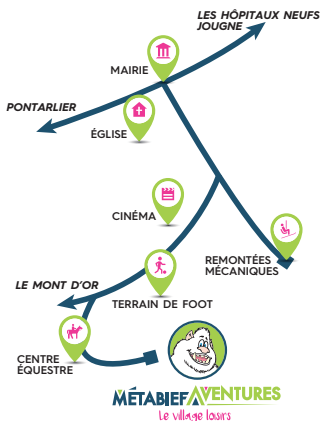 LES HÔPITAUX NEUFS
JOUGNE
MAIRIE
PONTARLIER
ÉGLISE
CINÉMA
REMONTÉES
MÉCANIQUES
LE MONT D'OR
TERRAIN DE FOOT
CENTRE
ÉQUESTRE
MÉTABIEF AVENTURES
Le village loisirs